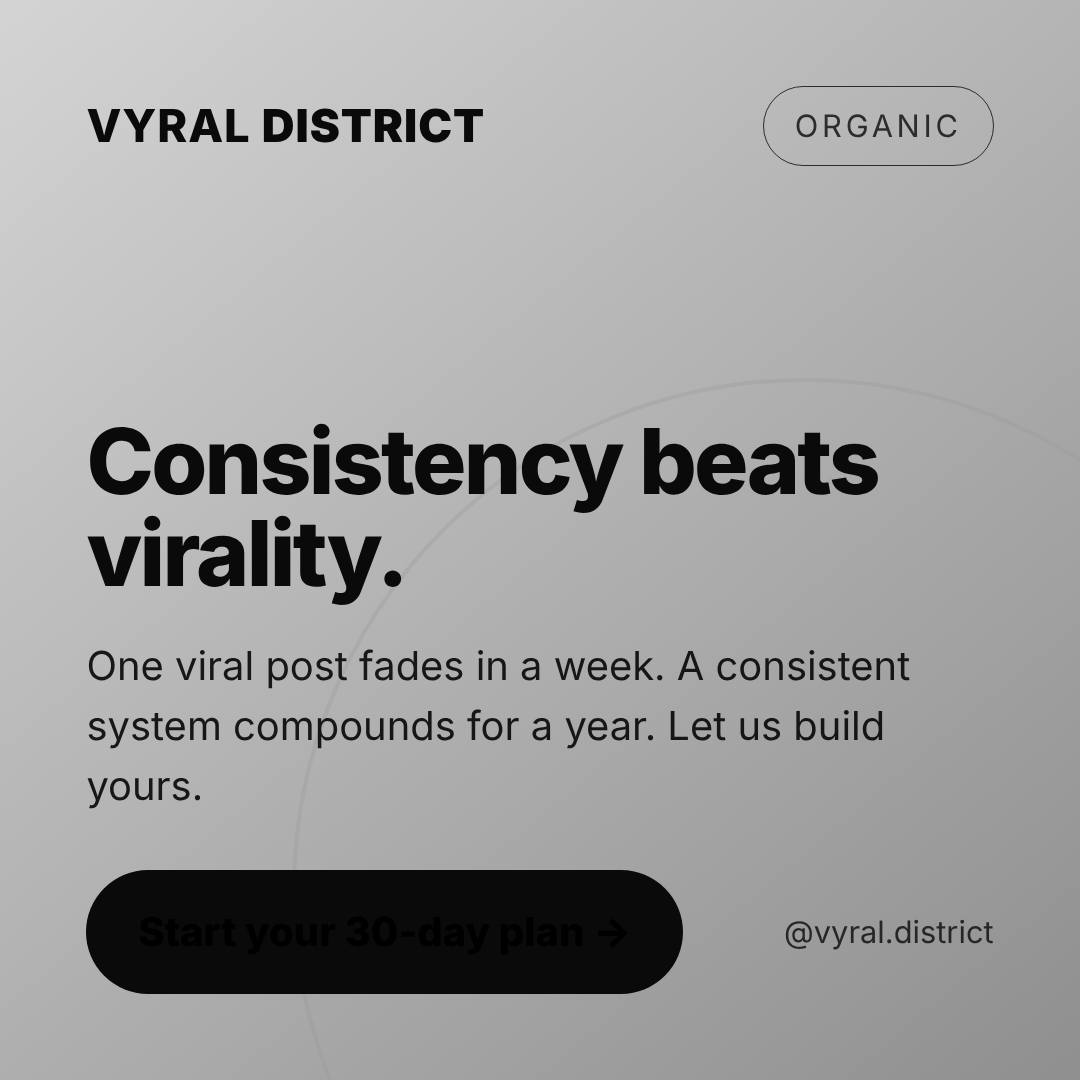 VYRAL DISTRICT
ORGANIC
Consistency beats
virality.
One viral post fades in a week. A consistent
system compounds for a year. Let us build
yours.
Start your 30-day plan →
@vyral.district